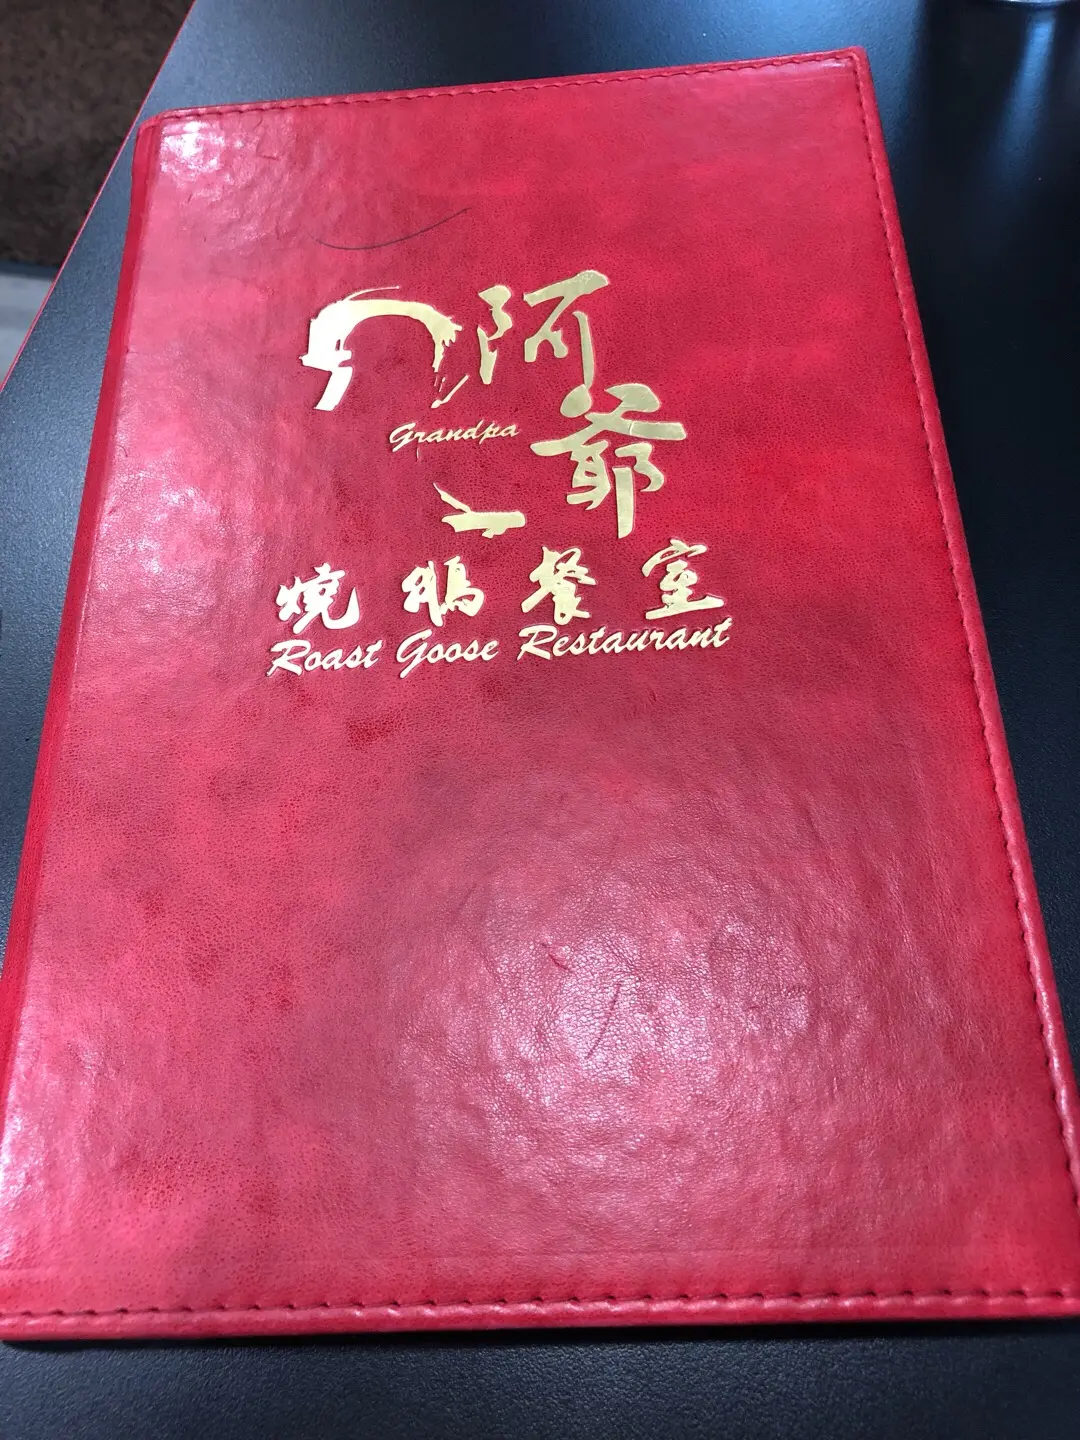 阿爺
Grandpa
燒鵝餐室
Roast Goose Restaurant